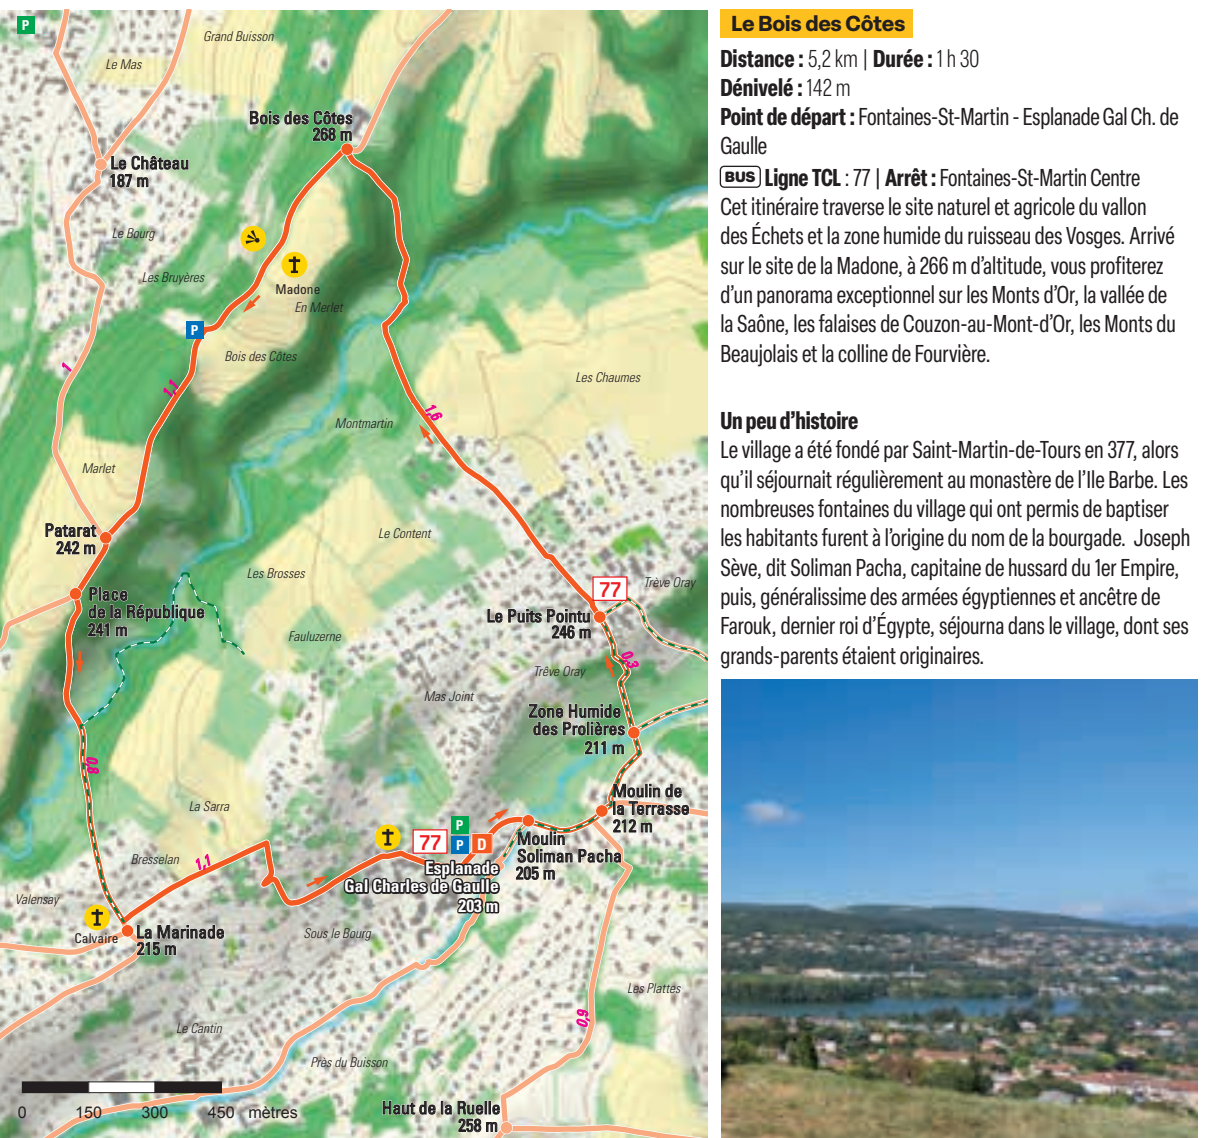 P
Grand Buisson
Le Mas
Bois des Côtes
268 m
Le Château
187 m
Le Bourg
Les Bruyères
Madone
En Merlet
P
Bois des Côtes
Les Chaumes
1
1,1
1,6
Montmartin
Marlet
Patarat
242 m
Le Content
Les Brosses
Trève Oray
77
Place
de la République
241 m
Le Puits Pointu
246 m
Fauluzerne
0,3
Trève Oray
Mas Joint
Zone Humide
des Prolières
211 m
0,8
La Sarra
Moulin de
la Terrasse
212 m
P
77
P
D
Moulin
Soliman Pacha
205 m
Bresselan
1,1
Esplanade
Gal Charles de Gaulle
203 m
Valensay
Calvaire
La Marinade
215 m
Sous le Bourg
Les Plattes
0,9
Le Cantin
Près du Buisson
Haut de la Ruelle
258 m
0 150 300 450 mètres
Le Bois des Côtes
Distance : 5,2 km | Durée : 1 h 30
Dénivelé : 142 m
Point de départ : Fontaines-St-Martin - Esplanade Gal Ch. de
Gaulle
BUS Ligne TCL : 77 | Arrêt : Fontaines-St-Martin Centre
Cet itinéraire traverse le site naturel et agricole du vallon
des Échets et la zone humide du ruisseau des Vosges. Arrivé
sur le site de la Madone, à 266 m d’altitude, vous profiterez
d’un panorama exceptionnel sur les Monts d’Or, la vallée de
la Saône, les falaises de Couzon-au-Mont-d’Or, les Monts du
Beaujolais et la colline de Fourvière.
Un peu d’histoire
Le village a été fondé par Saint-Martin-de-Tours en 377, alors
qu’il séjournait régulièrement au monastère de l’Ile Barbe. Les
nombreuses fontaines du village qui ont permis de baptiser
les habitants furent à l’origine du nom de la bourgade. Joseph
Sève, dit Soliman Pacha, capitaine de hussard du 1er Empire,
puis, généralissime des armées égyptiennes et ancêtre de
Farouk, dernier roi d’Égypte, séjourna dans le village, dont ses
grands-parents étaient originaires.